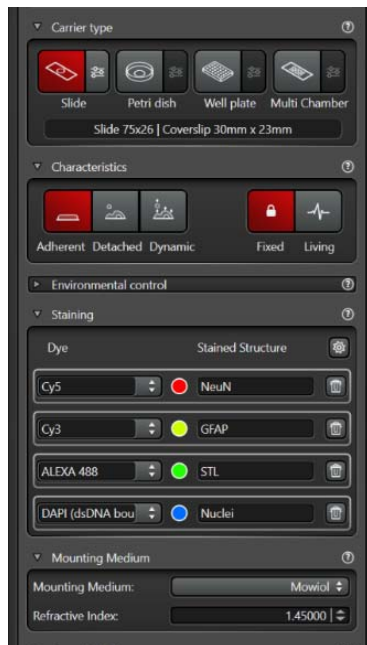 Carrier type
Slide Petri dish Well plate Multi Chamber
Slide 75x26 | Coverslip 30mm x 23mm
Characteristics
Adherent Detached Dynamic Fixed Living
Environmental control
Staining
Dye Stained Structure
Cy5 NeuN
Cy3 GFAP
ALEXA 488 STL
DAPI (dsDNA bou Nuclei
Mounting Medium
Mounting Medium: Mowiol
Refractive Index: 1.45000